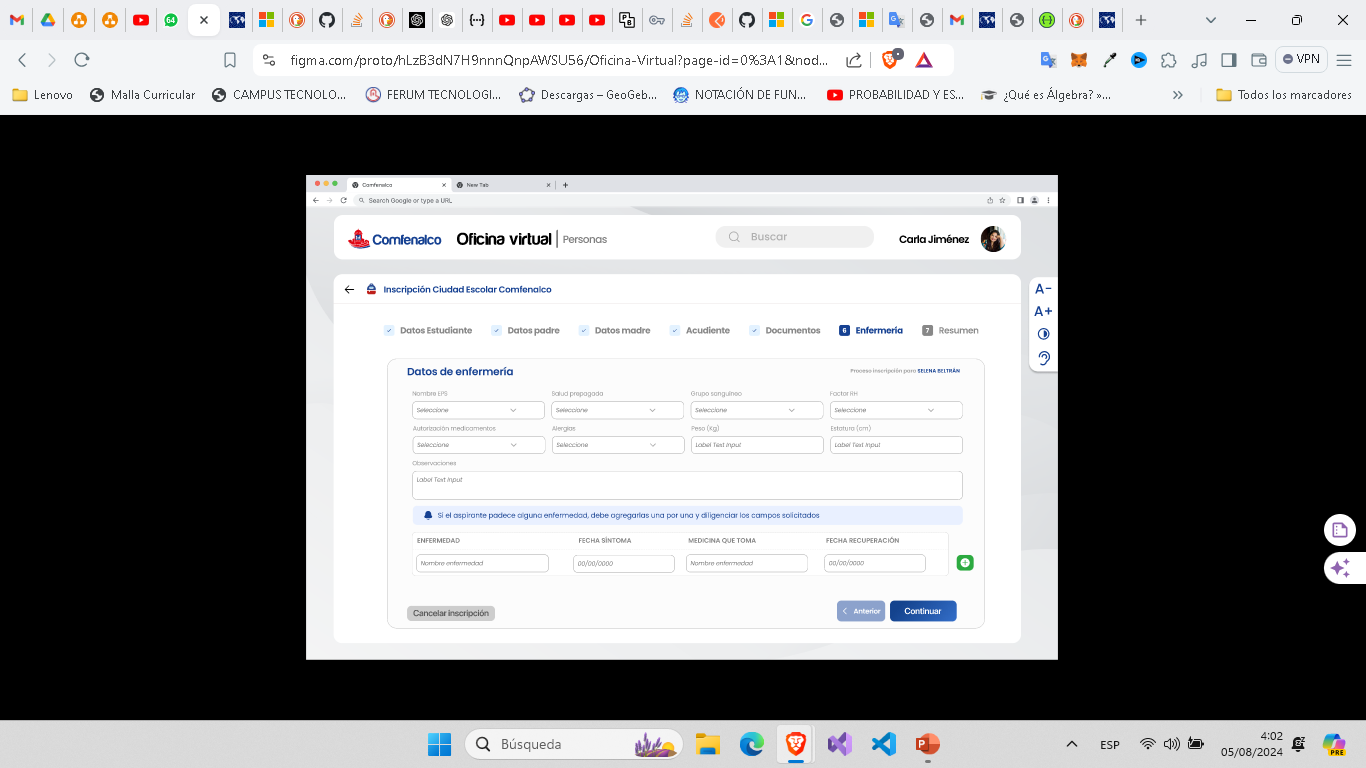 64
figma.com/proto/hLzB3dN7H9nnnQnpAWSU56/Oficina-Virtual?page-id=0%3A1&nod...
VPN
Lenovo
Malla Curricular
CAMPUS TECNOLO...
FERUM TECNOLOGI...
Descargas – GeoGeb...
NOTACIÓN DE FUN...
PROBABILIDAD Y ES...
¿Qué es Álgebra? »...
Todos los marcadores
Comfenalco
New Tab
Search Google or type a URL
Comfenalco
Oficina virtual | Personas
Buscar
Carla Jiménez
Inscripción Ciudad Escolar Comfenalco
A-
A+
Datos Estudiante
Datos padre
Datos madre
Acudiente
Documentos
6 Enfermería
7 Resumen
Datos de enfermería
Proceso inscripción para SELENA BELTRÁN
Nombre EPS
Salud prepagada
Grupo sanguíneo
Factor RH
Seleccione
Seleccione
Seleccione
Seleccione
Autorización medicamentos
Alergias
Peso (Kg)
Estatura (cm)
Seleccione
Seleccione
Label Text Input
Label Text Input
Observaciones
Label Text Input
Si el aspirante padece alguna enfermedad, debe agregarlas una por una y diligenciar los campos solicitados
ENFERMEDAD
FECHA SÍNTOMA
MEDICINA QUE TOMA
FECHA RECUPERACIÓN
Nombre enfermedad
00/00/0000
Nombre enfermedad
00/00/0000
Cancelar inscripción
Anterior
Continuar
Búsqueda
ESP
4:02
05/08/2024
PRE